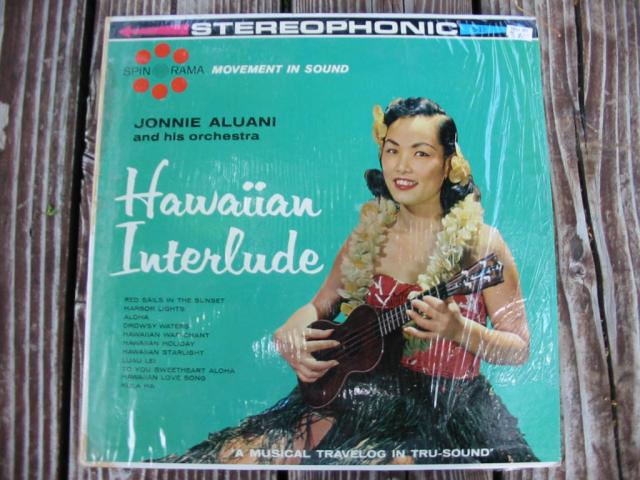 STEREOPHONIC
SPIN RAMA MOVEMENT IN SOUND
JONNIE ALUANI
and his orchestra
Hawaiian
Interlude
RED SAILS IN THE SUNSET
HARBOR LIGHTS
ALOHA
DROWSY WATERS
HAWAIIAN WAR CHANT
HAWAIIAN HOLIDAY
HAWAIIAN STARLIGHT
LUAU LEI
TO YOU SWEETHEART ALOHA
HAWAIIAN LOVE SONG
KULA HA
"A MUSICAL TRAVELOG IN TRU-SOUND"